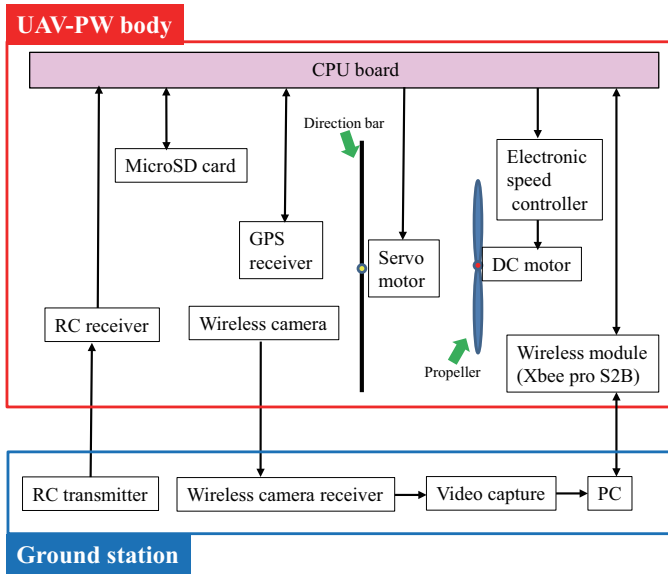 UAV-PW body
CPU board
Direction bar
MicroSD card
Electronic
speed
controller
GPS
receiver
Servo
motor
DC motor
RC receiver
Wireless camera
Propeller
Wireless module
(Xbee pro S2B)
RC transmitter
Wireless camera receiver
Video capture
PC
Ground station